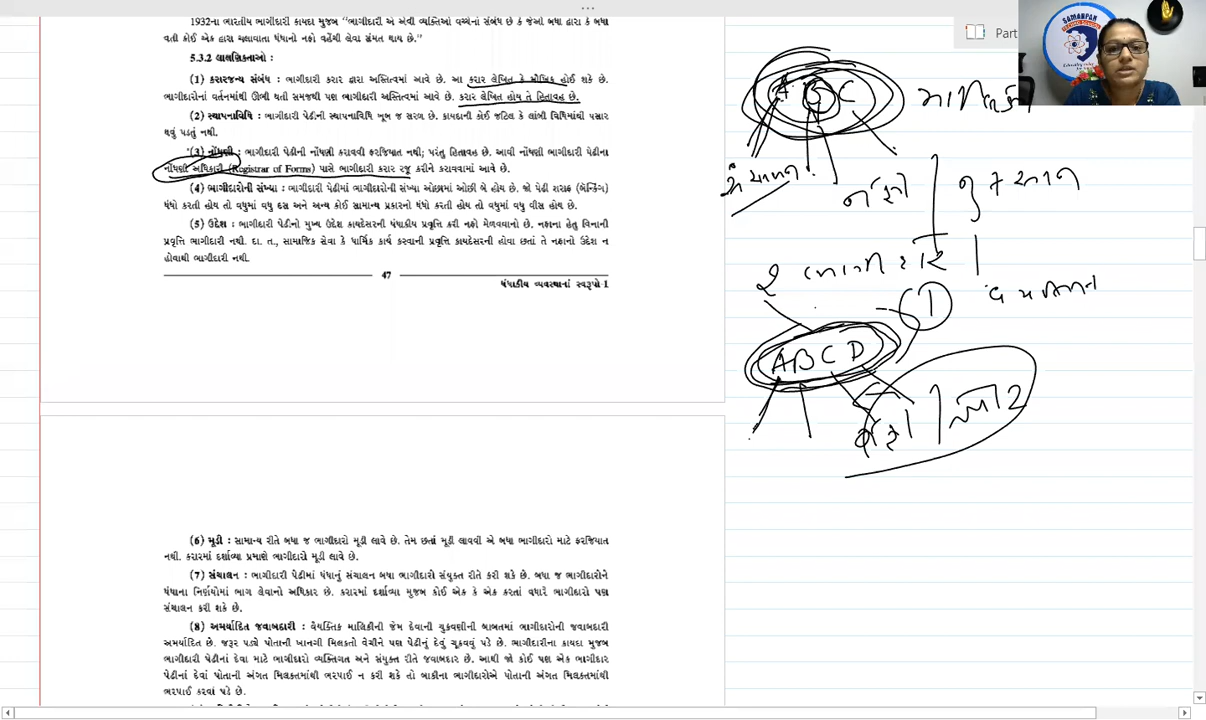 1932ના ભારતીય ભાગીદારી કાયદા મુજબ "ભાગીદારી એ એવી વ્યક્તિઓ વચ્ચેનાં સંબંધ છે કે જેઓ બધા દ્વારા કે બધા
વતી કોઈ એક દ્વારા ચલાવાતા ધંધાનો નફો વહેંચી લેવા સંમત થાય છે."
5.3.2 લાક્ષણિકતાઓ :
(1) કરારજન્ય સંબંધ : ભાગીદારી કરાર દ્વારા અસ્તિત્વમાં આવે છે. આ કરાર લેખિત કે મૌખિક હોઈ શકે છે.
ભાગીદારોનાં વર્તનમાંથી ઊભી થતી સમજથી પણ ભાગીદારી અસ્તિત્વમાં આવે છે. કરાર લેખિત હોય તે હિતાવહ છે.
(2) સ્થાપનાવિધિ : ભાગીદારી પેઢીની સ્થાપનાવિધિ ખૂબ જ સરળ છે. કાયદાની કોઈ જટિલ કે લાંબી વિધિમાંથી પસાર
થવું પડતું નથી.
(3) નોંધણી : ભાગીદારી પેઢીની નોંધણી કરાવવી ફરજિયાત નથી; પરંતુ હિતાવહ છે. આવી નોંધણી ભાગીદારી પેઢીના
નોંધણી અધિકારી (Registrar of Forms) પાસે ભાગીદારી કરાર રજૂ કરીને કરાવવામાં આવે છે.
(4) ભાગીદારોની સંખ્યા : ભાગીદારી પેઢીમાં ભાગીદારોની સંખ્યા ઓછામાં ઓછી બે હોય છે. જો પેઢી શરાફ (બૅન્કિંગ)
ધંધો કરતી હોય તો વધુમાં વધુ દસ અને અન્ય કોઈ સામાન્ય પ્રકારનો ધંધો કરતી હોય તો વધુમાં વધુ વીસ હોય છે.
(5) ઉદ્દેશ : ભાગીદારી પેઢીનો મુખ્ય ઉદ્દેશ કાયદેસરની ધંધાકીય પ્રવૃત્તિ કરી નફો મેળવવાનો છે. નફાના હેતુ વિનાની
પ્રવૃત્તિ ભાગીદારી નથી. દા. ત., સામાજિક સેવા કે ધાર્મિક કાર્ય કરવાની પ્રવૃત્તિ કાયદેસરની હોવા છતાં તે નફાનો ઉદ્દેશ ન
હોવાથી ભાગીદારી નથી.
47
ધંધાકીય વ્યવસ્થાનાં સ્વરૂપો-1
(6) મૂડી : સામાન્ય રીતે બધા જ ભાગીદારો મૂડી લાવે છે. તેમ છતાં મૂડી લાવવી એ બધા ભાગીદારો માટે ફરજિયાત
નથી. કરારમાં દર્શાવ્યા પ્રમાણે ભાગીદારો મૂડી લાવે છે.
(7) સંચાલન : ભાગીદારી પેઢીમાં ધંધાનું સંચાલન બધા ભાગીદારો સંયુક્ત રીતે કરી શકે છે. બધા જ ભાગીદારોને
ધંધાના નિર્ણયોમાં ભાગ લેવાનો અધિકાર છે. કરારમાં દર્શાવ્યા મુજબ કોઈ એક કે એક કરતાં વધારે ભાગીદારો પણ
સંચાલન કરી શકે છે.
(8) અમર્યાદિત જવાબદારી : વૈયક્તિક માલિકીની જેમ દેવાની ચુકવણીની બાબતમાં ભાગીદારોની જવાબદારી
અમર્યાદિત છે. જરૂર પડ્યે પોતાની ખાનગી મિલકતો વેચીને પણ પેઢીનું દેવું ચૂકવવું પડે છે. ભાગીદારીના કાયદા મુજબ
ભાગીદારી પેઢીનાં દેવા માટે ભાગીદારો વ્યક્તિગત અને સંયુક્ત રીતે જવાબદાર છે. આથી જો કોઈ પણ એક ભાગીદાર
પેઢીનાં દેવાં પોતાની અંગત મિલકતમાંથી ભરપાઈ ન કરી શકે તો બાકીના ભાગીદારોએ પોતાની અંગત મિલકતમાંથી
ભરપાઈ કરવાં પડે છે.
Part
SAMARPAN
A B C
સંચાલન
નફો
નુકસાન
2 ભાગીદાર
1
A B C D
નફો
ખોટ